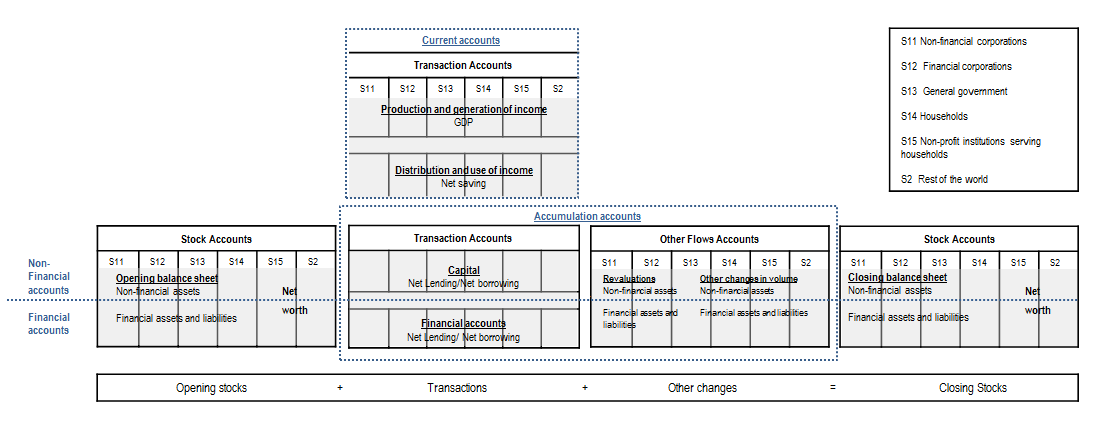 Current accounts
Transaction Accounts
S11 S12 S13 S14 S15 S2
Production and generation of income
GDP
Distribution and use of income
Net saving
S11 Non-financial corporations
S12 Financial corporations
S13 General government
S14 Households
S15 Non-profit institutions serving
households
S2 Rest of the world
Accumulation accounts
Non-
Financial
accounts
Financial
accounts
Stock Accounts
S11 S12 S13 S14 S15 S2
Opening balance sheet
Non-financial assets
Net
worth
Financial assets and liabilities
Transaction Accounts
Capital
Net Lending/Net borrowing
Financial accounts
Net Lending/ Net borrowing
Other Flows Accounts
S11 S12 S13 S14 S15 S2
Revaluations
Non-financial assets
Financial assets and
liabilities
Other changes in volume
Non-financial assets
Financial assets and liabilities
Stock Accounts
S11 S12 S13 S14 S15 S2
Closing balance sheet
Non-financial assets
Net
worth
Financial assets and liabilities
Opening stocks + Transactions + Other changes = Closing Stocks